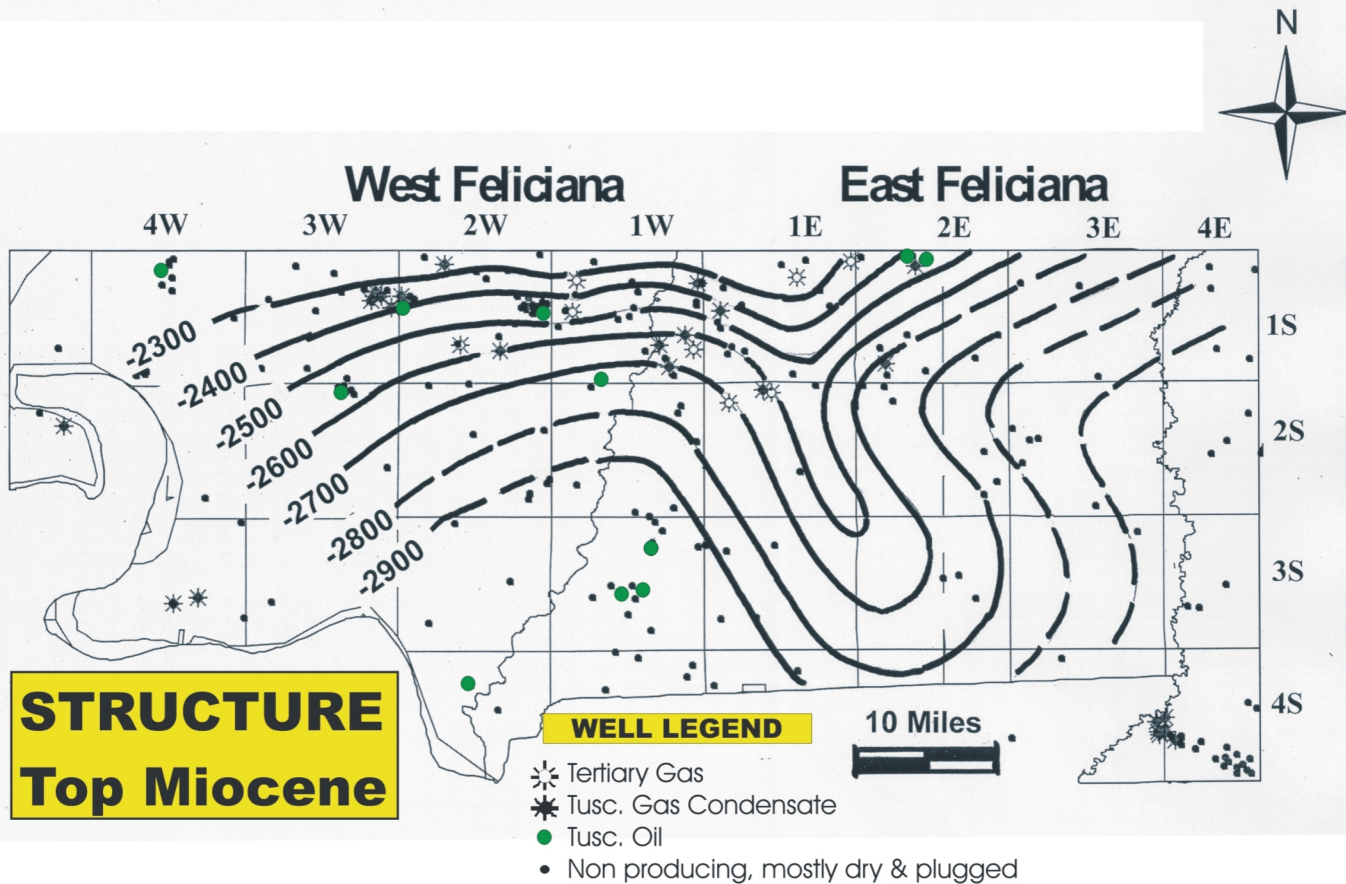 N
West Feliciana
East Feliciana
4W
3W
2W
1W
1E
2E
3E
4E
1S
2S
3S
4S
-2300
-2400
-2500
-2600
-2700
-2800
-2900
STRUCTURE
Top Miocene
WELL LEGEND
Tertiary Gas
Tusc. Gas Condensate
Tusc. Oil
Non producing, mostly dry & plugged
10 Miles